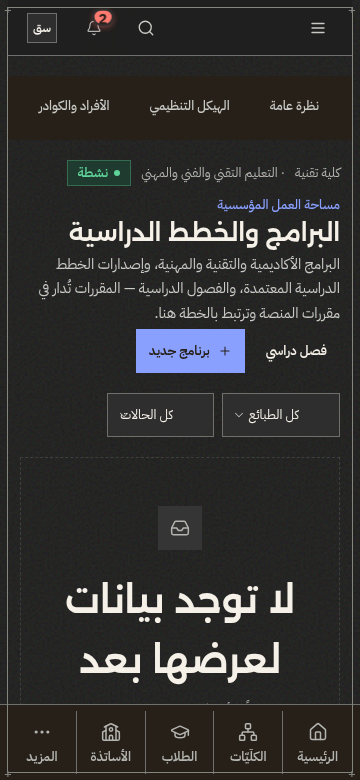 سق
2
نظرة عامة
الهيكل التنظيمي
الأفراد والكوادر
كلية تقنية · التعليم التقني والفني والمهني
نشطة
مساحة العمل المؤسسية
البرامج والخطط الدراسية
البرامج الأكاديمية والتقنية والمهنية، وإصدارات الخطط
الدراسية المعتمدة، والفصول الدراسية — المقررات تُدار في
مقررات المنصة وترتبط بالخطة هنا.
فصل دراسي
برنامج جديد
كل الطبائع
كل الحالات
لا توجد بيانات
لعرضها بعد
الرئيسية
الكليّات
الطلاب
الأساتذة
المزيد